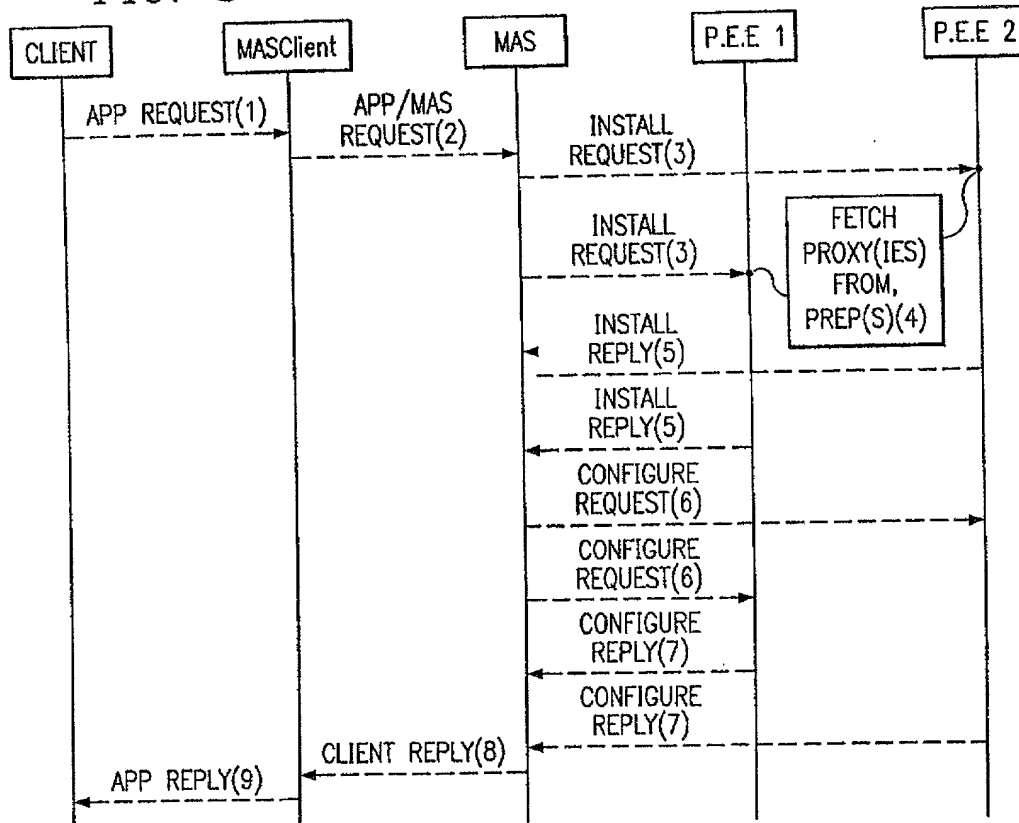 CLIENT
MASClient
MAS
P.E.E 1
P.E.E 2
APP REQUEST(1)
APP/MAS
REQUEST(2)
INSTALL
REQUEST(3)
INSTALL
REQUEST(3)
FETCH
PROXY(IES)
FROM,
PREP(S)(4)
INSTALL
REPLY(5)
INSTALL
REPLY(5)
CONFIGURE
REQUEST(6)
CONFIGURE
REQUEST(6)
CONFIGURE
REPLY(7)
CONFIGURE
REPLY(7)
CLIENT REPLY(8)
APP REPLY(9)